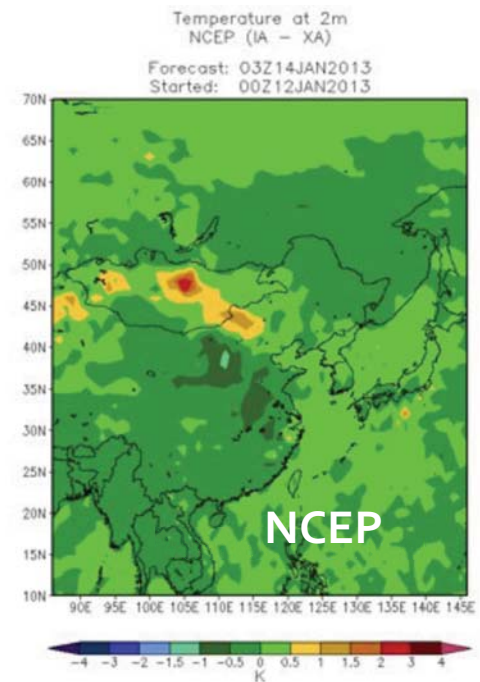 Temperature at 2m
NCEP (IA - XA)
Forecast: 03Z14JAN2013
Started: 00Z12JAN2013
70N
65N
60N
55N
50N
45N
40N
35N
30N
25N
20N
15N
10N
NCEP
90E 95E 100E 105E 110E 115E 120E 125E 130E 135E 140E 145E
-4 -3 -2 -1.5 -1 -0.5 0 0.5 1 1.5 2 3 4
K